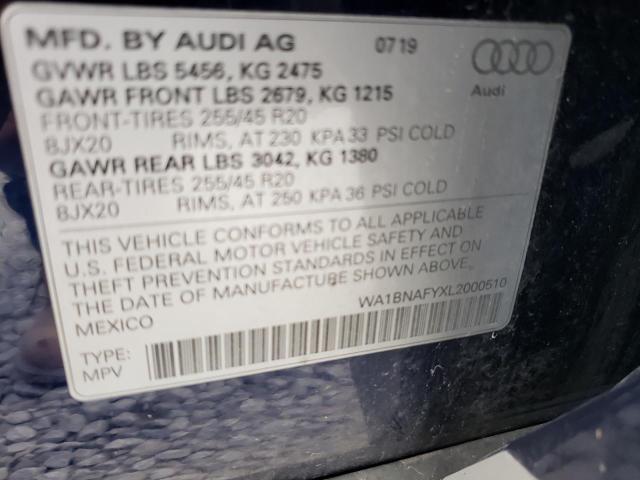 MFD. BY AUDI AG 0719
GVWR LBS 5456, KG 2475
GAWR FRONT LBS 2679, KG 1215
Audi
FRONT-TIRES 255/45 R20
8JX20 RIMS, AT 230 KPA 33 PSI COLD
GAWR REAR LBS 3042, KG 1380
REAR-TIRES 255/45 R20
8JX20 RIMS, AT 250 KPA 36 PSI COLD
THIS VEHICLE CONFORMS TO ALL APPLICABLE
U.S. FEDERAL MOTOR VEHICLE SAFETY AND
THEFT PREVENTION STANDARDS IN EFFECT ON
THE DATE OF MANUFACTURE SHOWN ABOVE.
MEXICO WA1BNAFYXL2000510
TYPE:
MPV